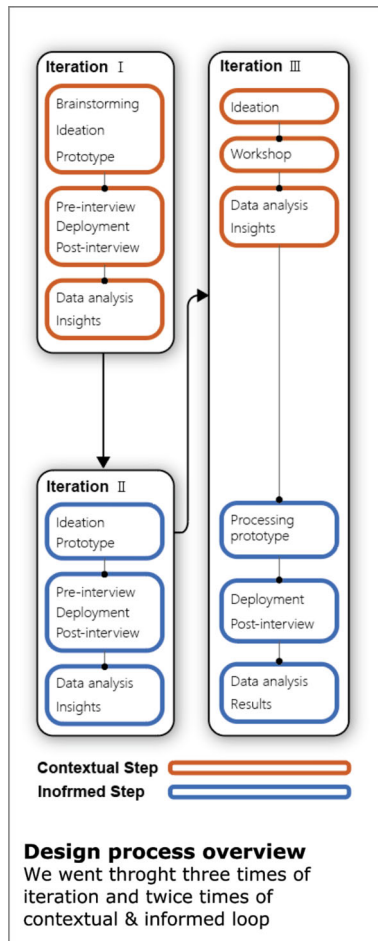 Iteration Ⅰ
Brainstorming
Ideation
Prototype
Pre-interview
Deployment
Post-interview
Data analysis
Insights
Iteration Ⅱ
Ideation
Prototype
Pre-interview
Deployment
Post-interview
Data analysis
Insights
Iteration Ⅲ
Ideation
Workshop
Data analysis
Insights
Processing
prototype
Deployment
Post-interview
Data analysis
Results
Contextual Step
Inofrmed Step
Design process overview
We went throght three times of
iteration and twice times of
contextual & informed loop